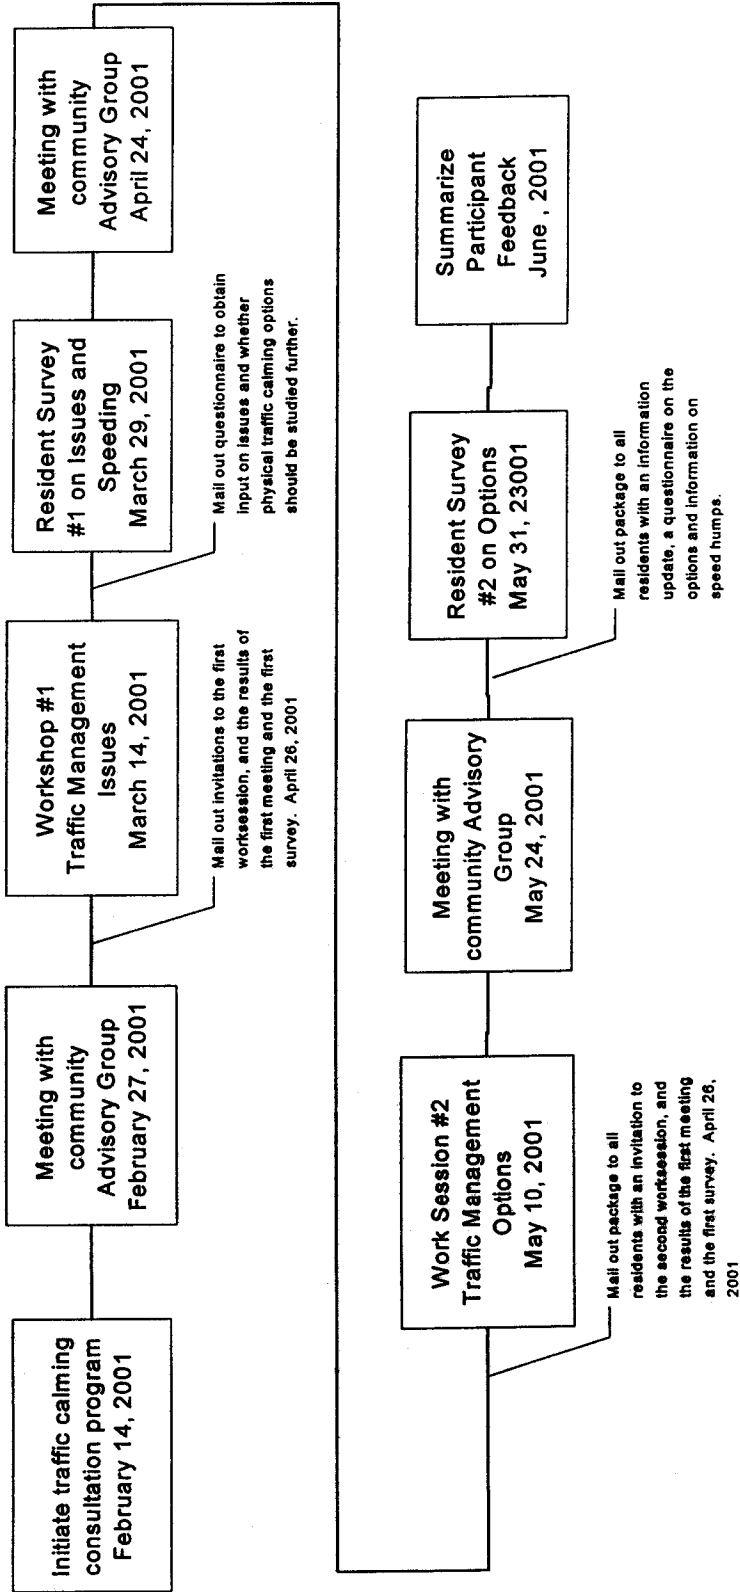 Initiate traffic calming
consultation program
February 14, 2001
Meeting with
community
Advisory Group
February 27, 2001
Mail out invitations to the first
worksession, and the results of
the first meeting and the first
survey. April 26, 2001
Workshop #1
Traffic Management
Issues
March 14, 2001
Mail out questionnaire to obtain
input on issues and whether
physical traffic calming options
should be studied further.
Resident Survey
#1 on Issues and
Speeding
March 29, 2001
Meeting with
community
Advisory Group
April 24, 2001
Mail out package to all
residents with an invitation to
the second worksession, and
the results of the first meeting
and the first survey. April 26,
2001
Work Session #2
Traffic Management
Options
May 10, 2001
Meeting with
community Advisory
Group
May 24, 2001
Mail out package to all
residents with an information
update, a questionnaire on the
options and information on
speed humps.
Resident Survey
#2 on Options
May 31, 23001
Summarize
Participant
Feedback
June , 2001